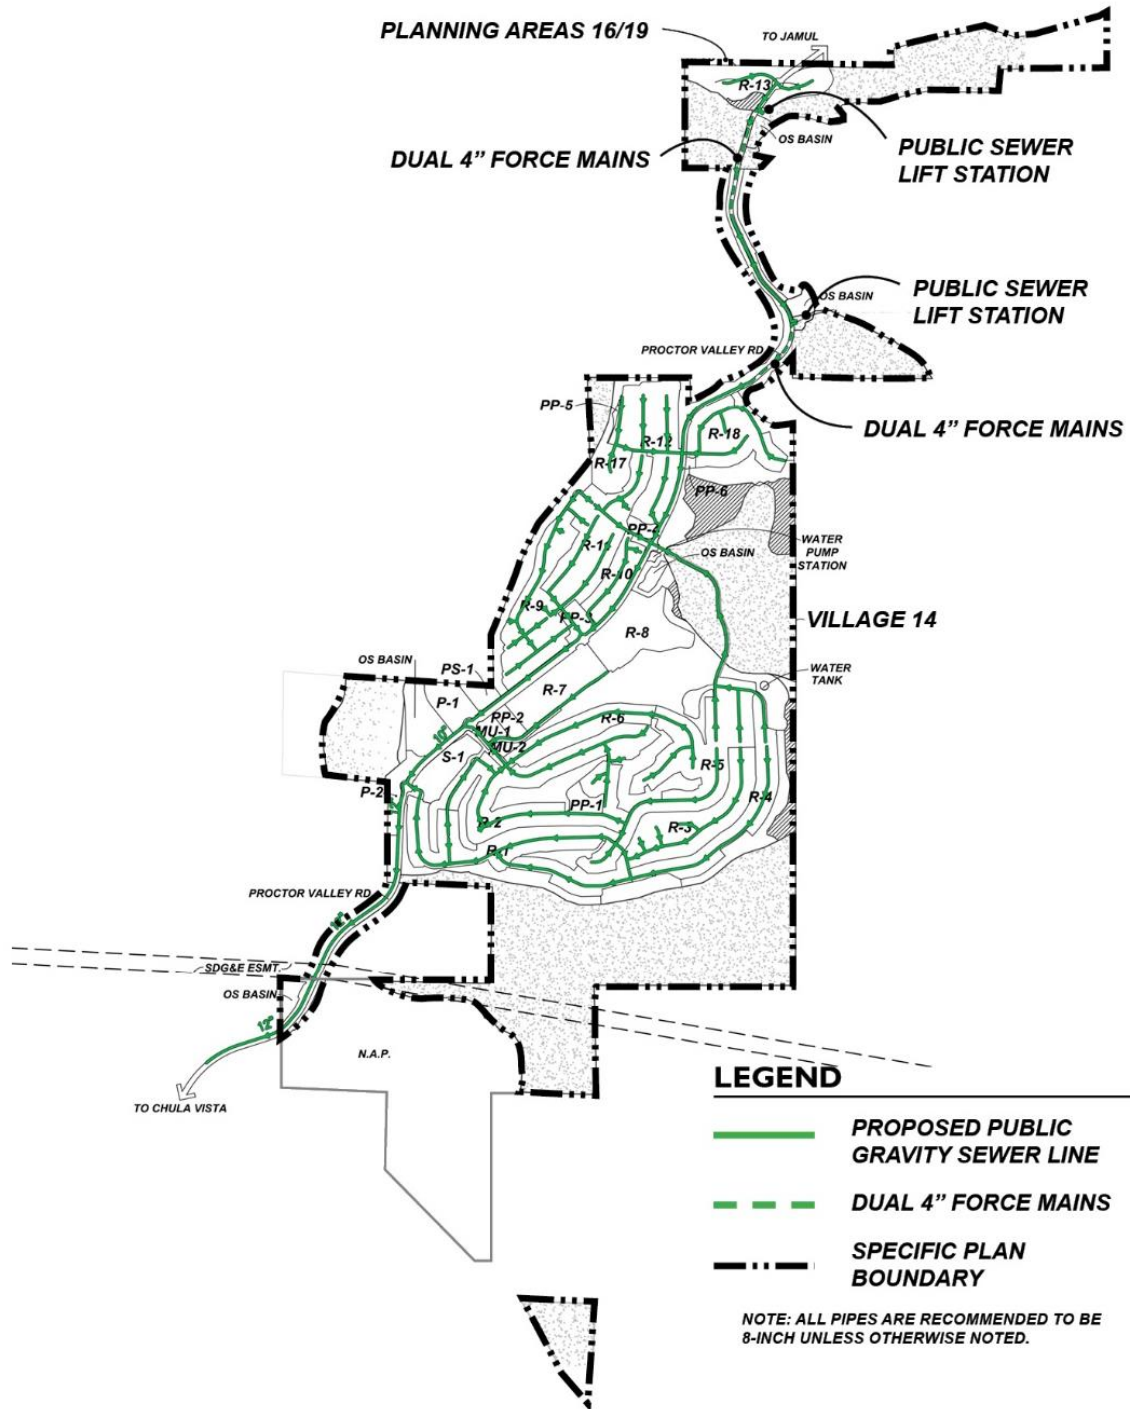 PLANNING AREAS 16/19
TO JAMUL
R-13
OS BASIN
DUAL 4” FORCE MAINS
PUBLIC SEWER
LIFT STATION
OS BASIN
PUBLIC SEWER
LIFT STATION
PROCTOR VALLEY RD
DUAL 4” FORCE MAINS
PP-5
R-12
R-18
R-17
PP-6
PP-4
R-10
OS BASIN
WATER
PUMP
STATION
R-9
PP-3
R-8
VILLAGE 14
OS BASIN
PS-1
WATER
TANK
P-1
R-7
PP-2
MU-1
MU-2
R-6
10"
S-1
R-5
P-2
PP-1
R-4
R-2
R-3
R-1
PROCTOR VALLEY RD
12"
SDG&E ESMT.
OS BASIN
12"
N.A.P.
TO CHULA VISTA
LEGEND
PROPOSED PUBLIC
GRAVITY SEWER LINE
DUAL 4” FORCE MAINS
SPECIFIC PLAN
BOUNDARY
NOTE: ALL PIPES ARE RECOMMENDED TO BE
8-INCH UNLESS OTHERWISE NOTED.